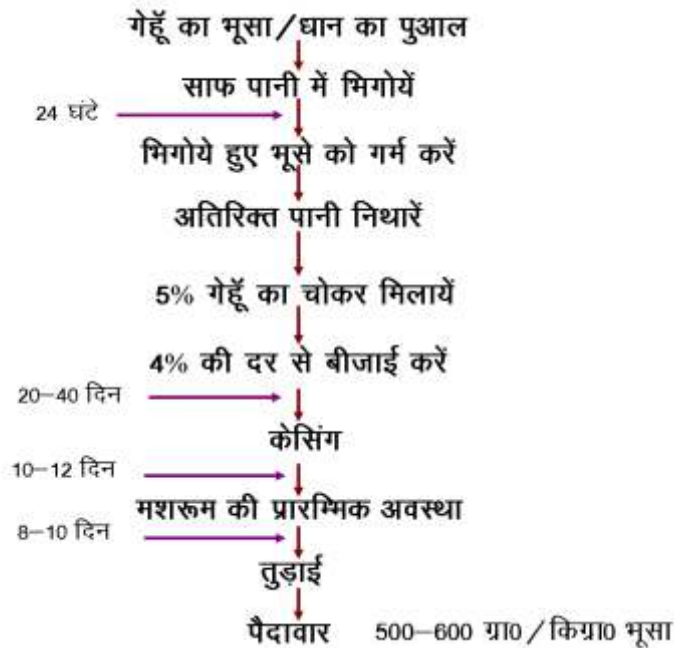 गेहूॅ का भूसा/धान का पुआल
साफ पानी में भिगोयें
24 घंटे
भिगोये हुए भूसे को गर्म करें
अतिरिक्त पानी निथारें
5% गेहूॅ का चोकर मिलायें
4% की दर से बीजाई करें
20–40 दिन
केसिंग
10–12 दिन
मशरूम की प्रारम्भिक अवस्था
8–10 दिन
तुड़ाई
पैदावार 500–600 ग्रा0/किग्रा0 भूसा